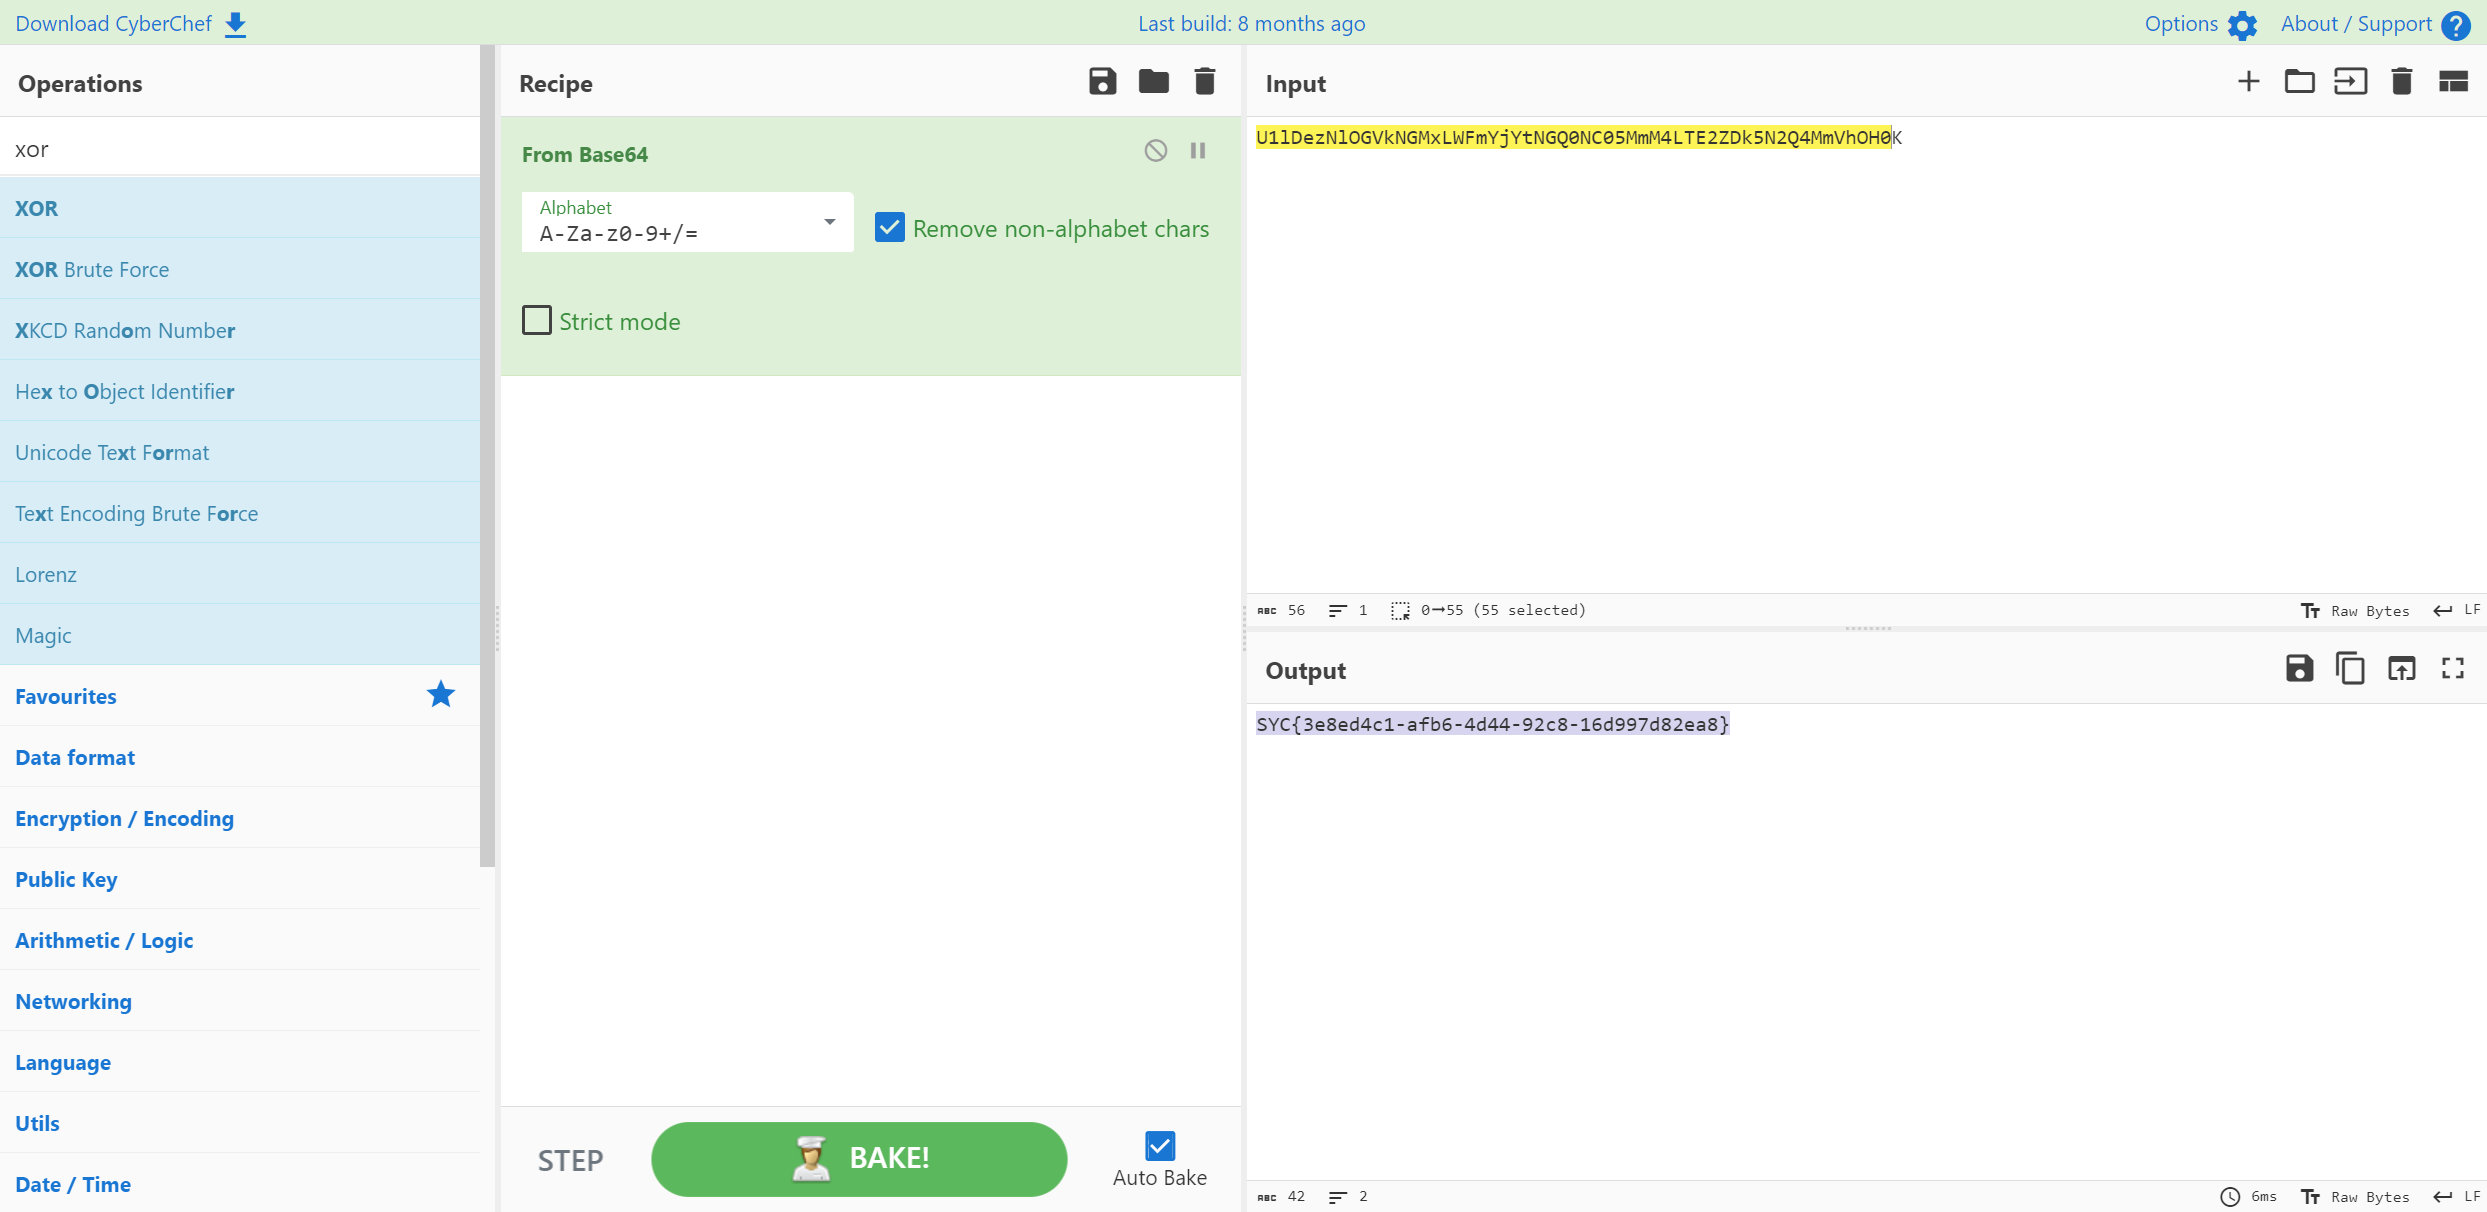 Download CyberChef
Last build: 8 months ago
Options
About / Support
Operations
xor
XOR
XOR Brute Force
XKCD Random Number
Hex to Object Identifier
Unicode Text Format
Text Encoding Brute Force
Lorenz
Magic
Favourites
Data format
Encryption / Encoding
Public Key
Arithmetic / Logic
Networking
Language
Utils
Date / Time
Recipe
From Base64
Alphabet
A-Za-z0-9+/=
Remove non-alphabet chars
Strict mode
STEP
BAKE!
Auto Bake
Input
U1lDezNlOGVkNGMxLWFmYjYtNGQ0NC05MmM4LTE2ZDk5N2Q4MmVhOH0K
ABC 56 1 0→55 (55 selected)
Raw Bytes LF
Output
SYC{3e8ed4c1-afb6-4d44-92c8-16d997d82ea8}
ABC 42 2
6ms Raw Bytes LF